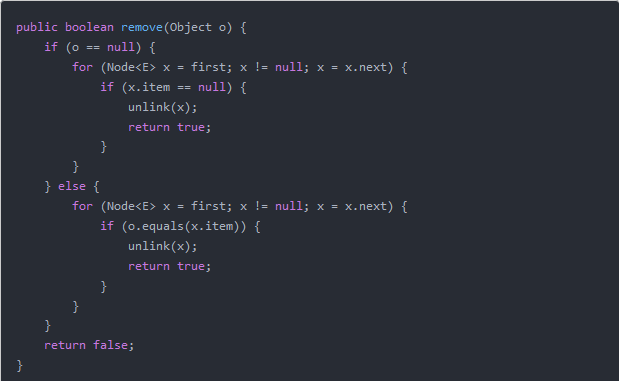 public boolean remove(Object o) {
    if (o == null) {
        for (Node<E> x = first; x != null; x = x.next) {
            if (x.item == null) {
                unlink(x);
                return true;
            }
        }
    } else {
        for (Node<E> x = first; x != null; x = x.next) {
            if (o.equals(x.item)) {
                unlink(x);
                return true;
            }
        }
    }
    return false;
}